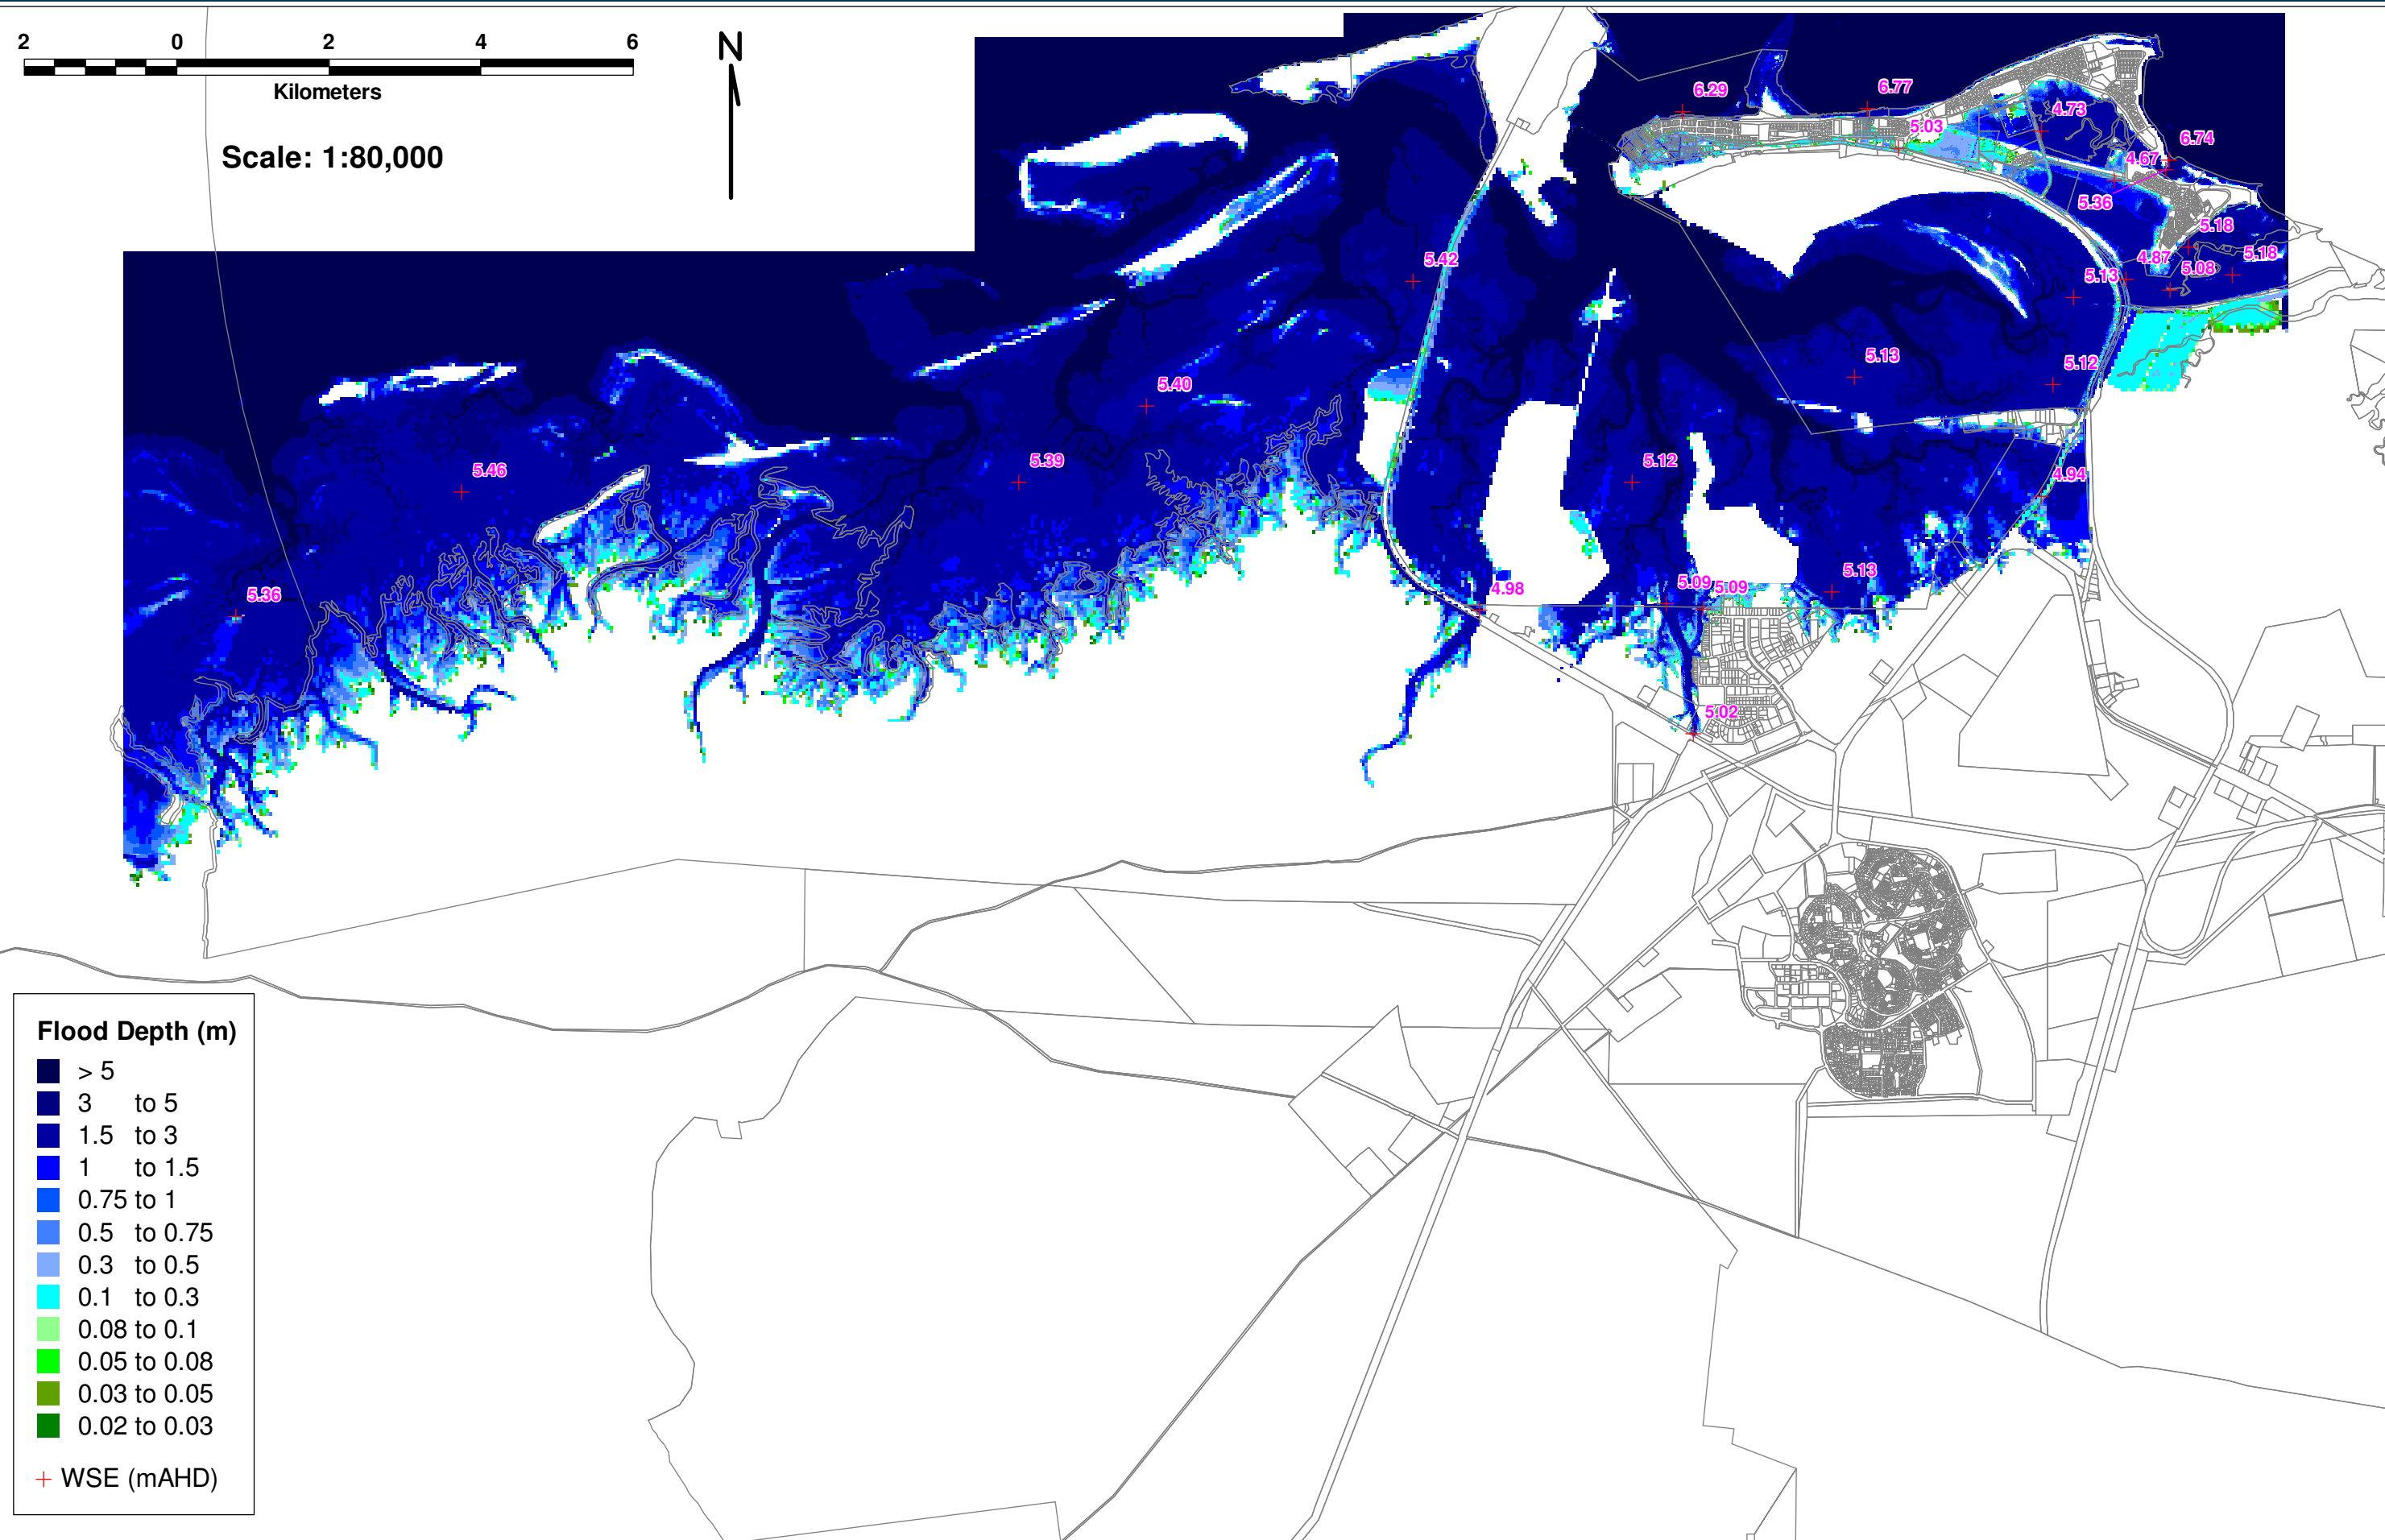 2 0 2 4 6
Kilometers
Scale: 1:80,000
N
6.29
6.77
4.73
5.03
6.74
4.67
5.36
5.18
5.42
4.87
5.18
5.13
5.08
5.13
5.12
5.40
5.46
5.39
5.12
4.94
5.36
4.98
5.09
5.09
5.13
5.02
Flood Depth (m)
> 5
3 to 5
1.5 to 3
1 to 1.5
0.75 to 1
0.5 to 0.75
0.3 to 0.5
0.1 to 0.3
0.08 to 0.1
0.05 to 0.08
0.03 to 0.05
0.02 to 0.03
+ WSE (mAHD)